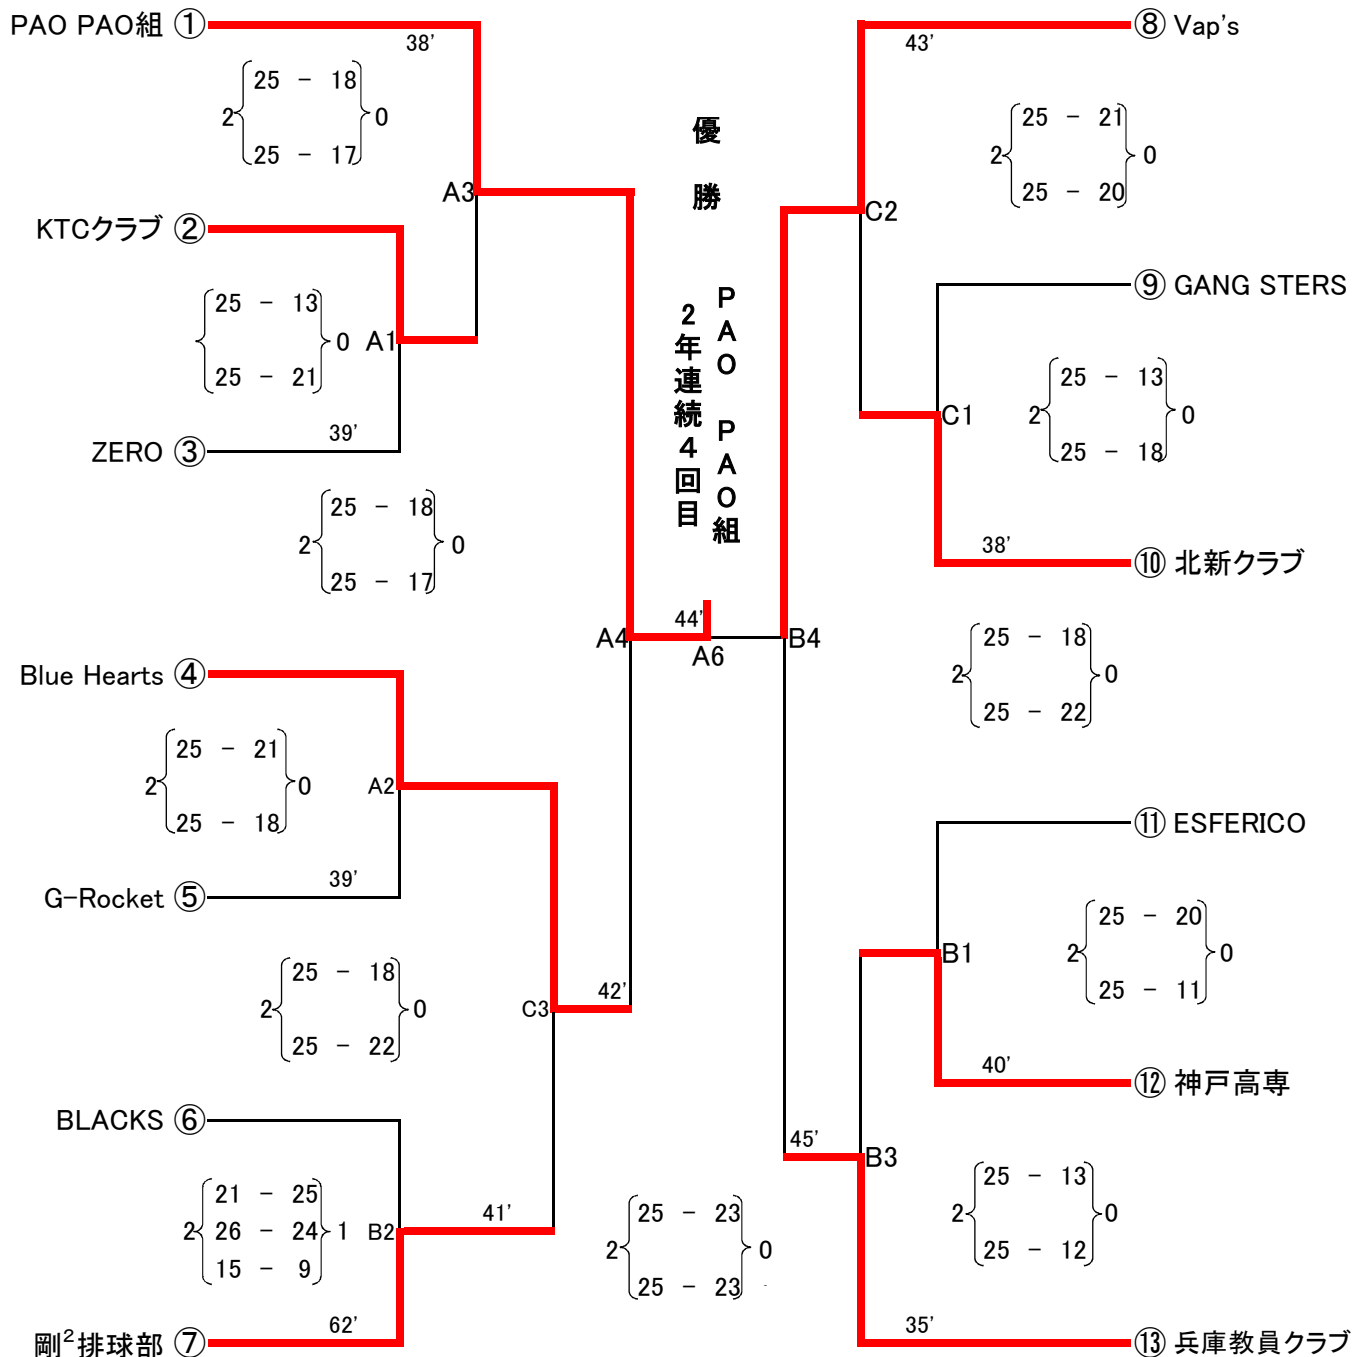 PAO PAO組 ①
38'
25 - 18
2 0
25 - 17
A3
KTCクラブ ②
25 - 13
0 A1
25 - 21
39'
ZERO ③
25 - 18
2 0
25 - 17
A4
Blue Hearts ④
25 - 21
2 0
25 - 18
A2
39'
G-Rocket ⑤
25 - 18
2 0
25 - 22
C3
42'
BLACKS ⑥
21 - 25
2 26 - 24 1
15 - 9
B2
41'
62'
剛²排球部 ⑦
優勝
PAO PAO組
2年連続4回目
44'
A6
25 - 23
2 0
25 - 23
⑧ Vap's
43'
25 - 21
2 0
25 - 20
C2
⑨ GANG STERS
25 - 13
2 0
25 - 18
C1
38'
⑩ 北新クラブ
B4
25 - 18
2 0
25 - 22
⑪ ESFERICO
25 - 20
2 0
25 - 11
B1
40'
⑫ 神戸高専
45'
B3
25 - 13
2 0
25 - 12
35'
⑬ 兵庫教員クラブ